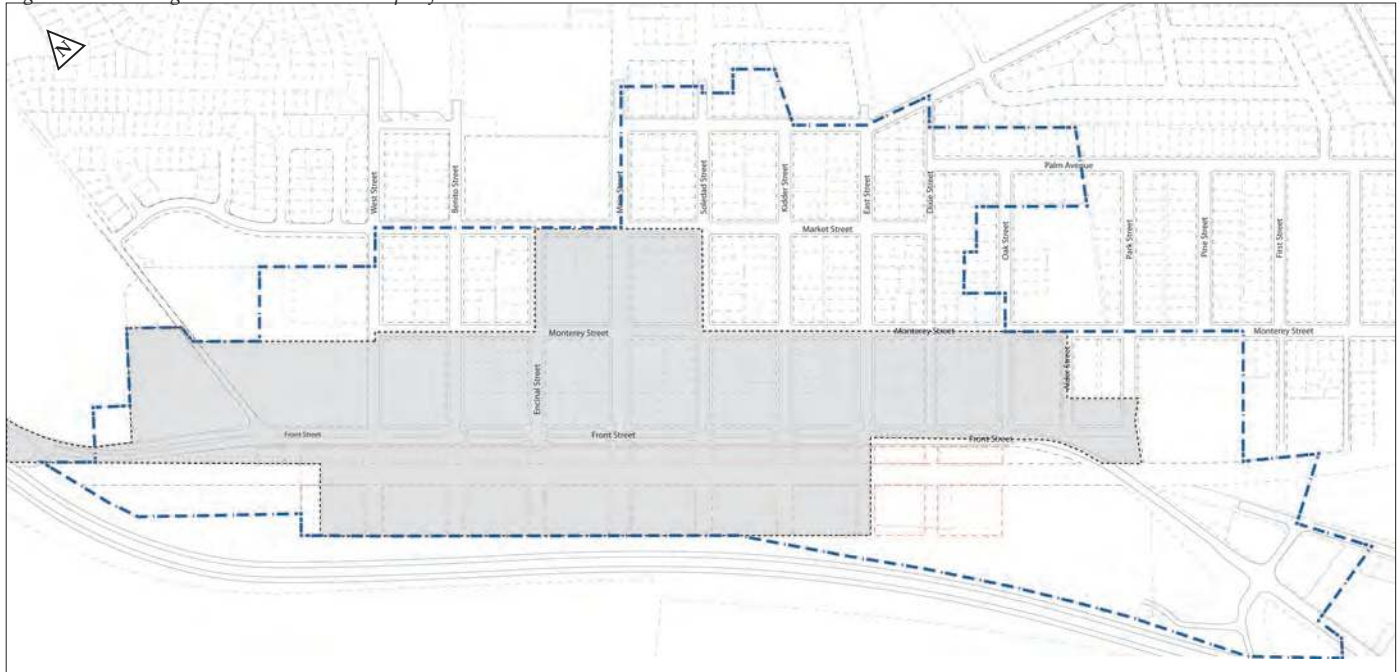 N
Palm Avenue
West Street
Benito Street
Main Street
Soledad Street
Kidder Street
East Street
Dixie Street
Market Street
Oak Street
Park Street
Pine Street
First Street
Monterey Street
Monterey Street
Monterey Street
Encinal Street
Alder Street
Front Street
Front Street
Front Street